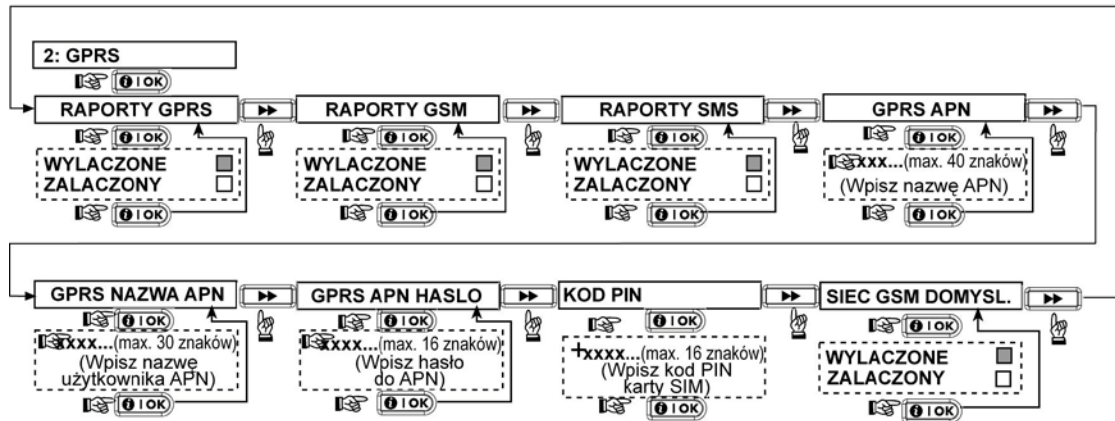 2: GPRS
i I OK
RAPORTY GPRS
RAPORTY GSM
RAPORTY SMS
GPRS APN
i I OK
i I OK
i I OK
i I OK
WYLACZONE
ZALACZONY
WYLACZONE
ZALACZONY
WYLACZONE
ZALACZONY
xxx...(max. 40 znaków)
(Wpisz nazwę APN)
i I OK
i I OK
i I OK
i I OK
GPRS NAZWA APN
GPRS APN HASLO
KOD PIN
SIEC GSM DOMYSL.
i I OK
i I OK
i I OK
i I OK
xxxx...(max. 30 znaków)
(Wpisz nazwę
użytkownika APN)
xxxx...(max. 16 znaków)
(Wpisz hasło
do APN)
+xxxx...(max. 16 znaków)
(Wpisz kod PIN
karty SIM)
WYLACZONE
ZALACZONY
i I OK
i I OK
i I OK
i I OK